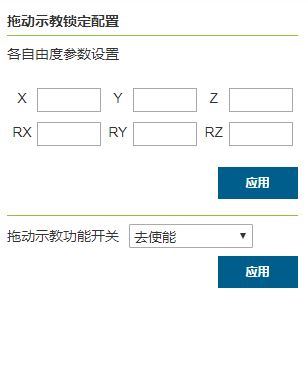 拖动示教锁定配置
各自由度参数设置
X Y Z
RX RY RZ
应用
拖动示教功能开关 去使能
应用